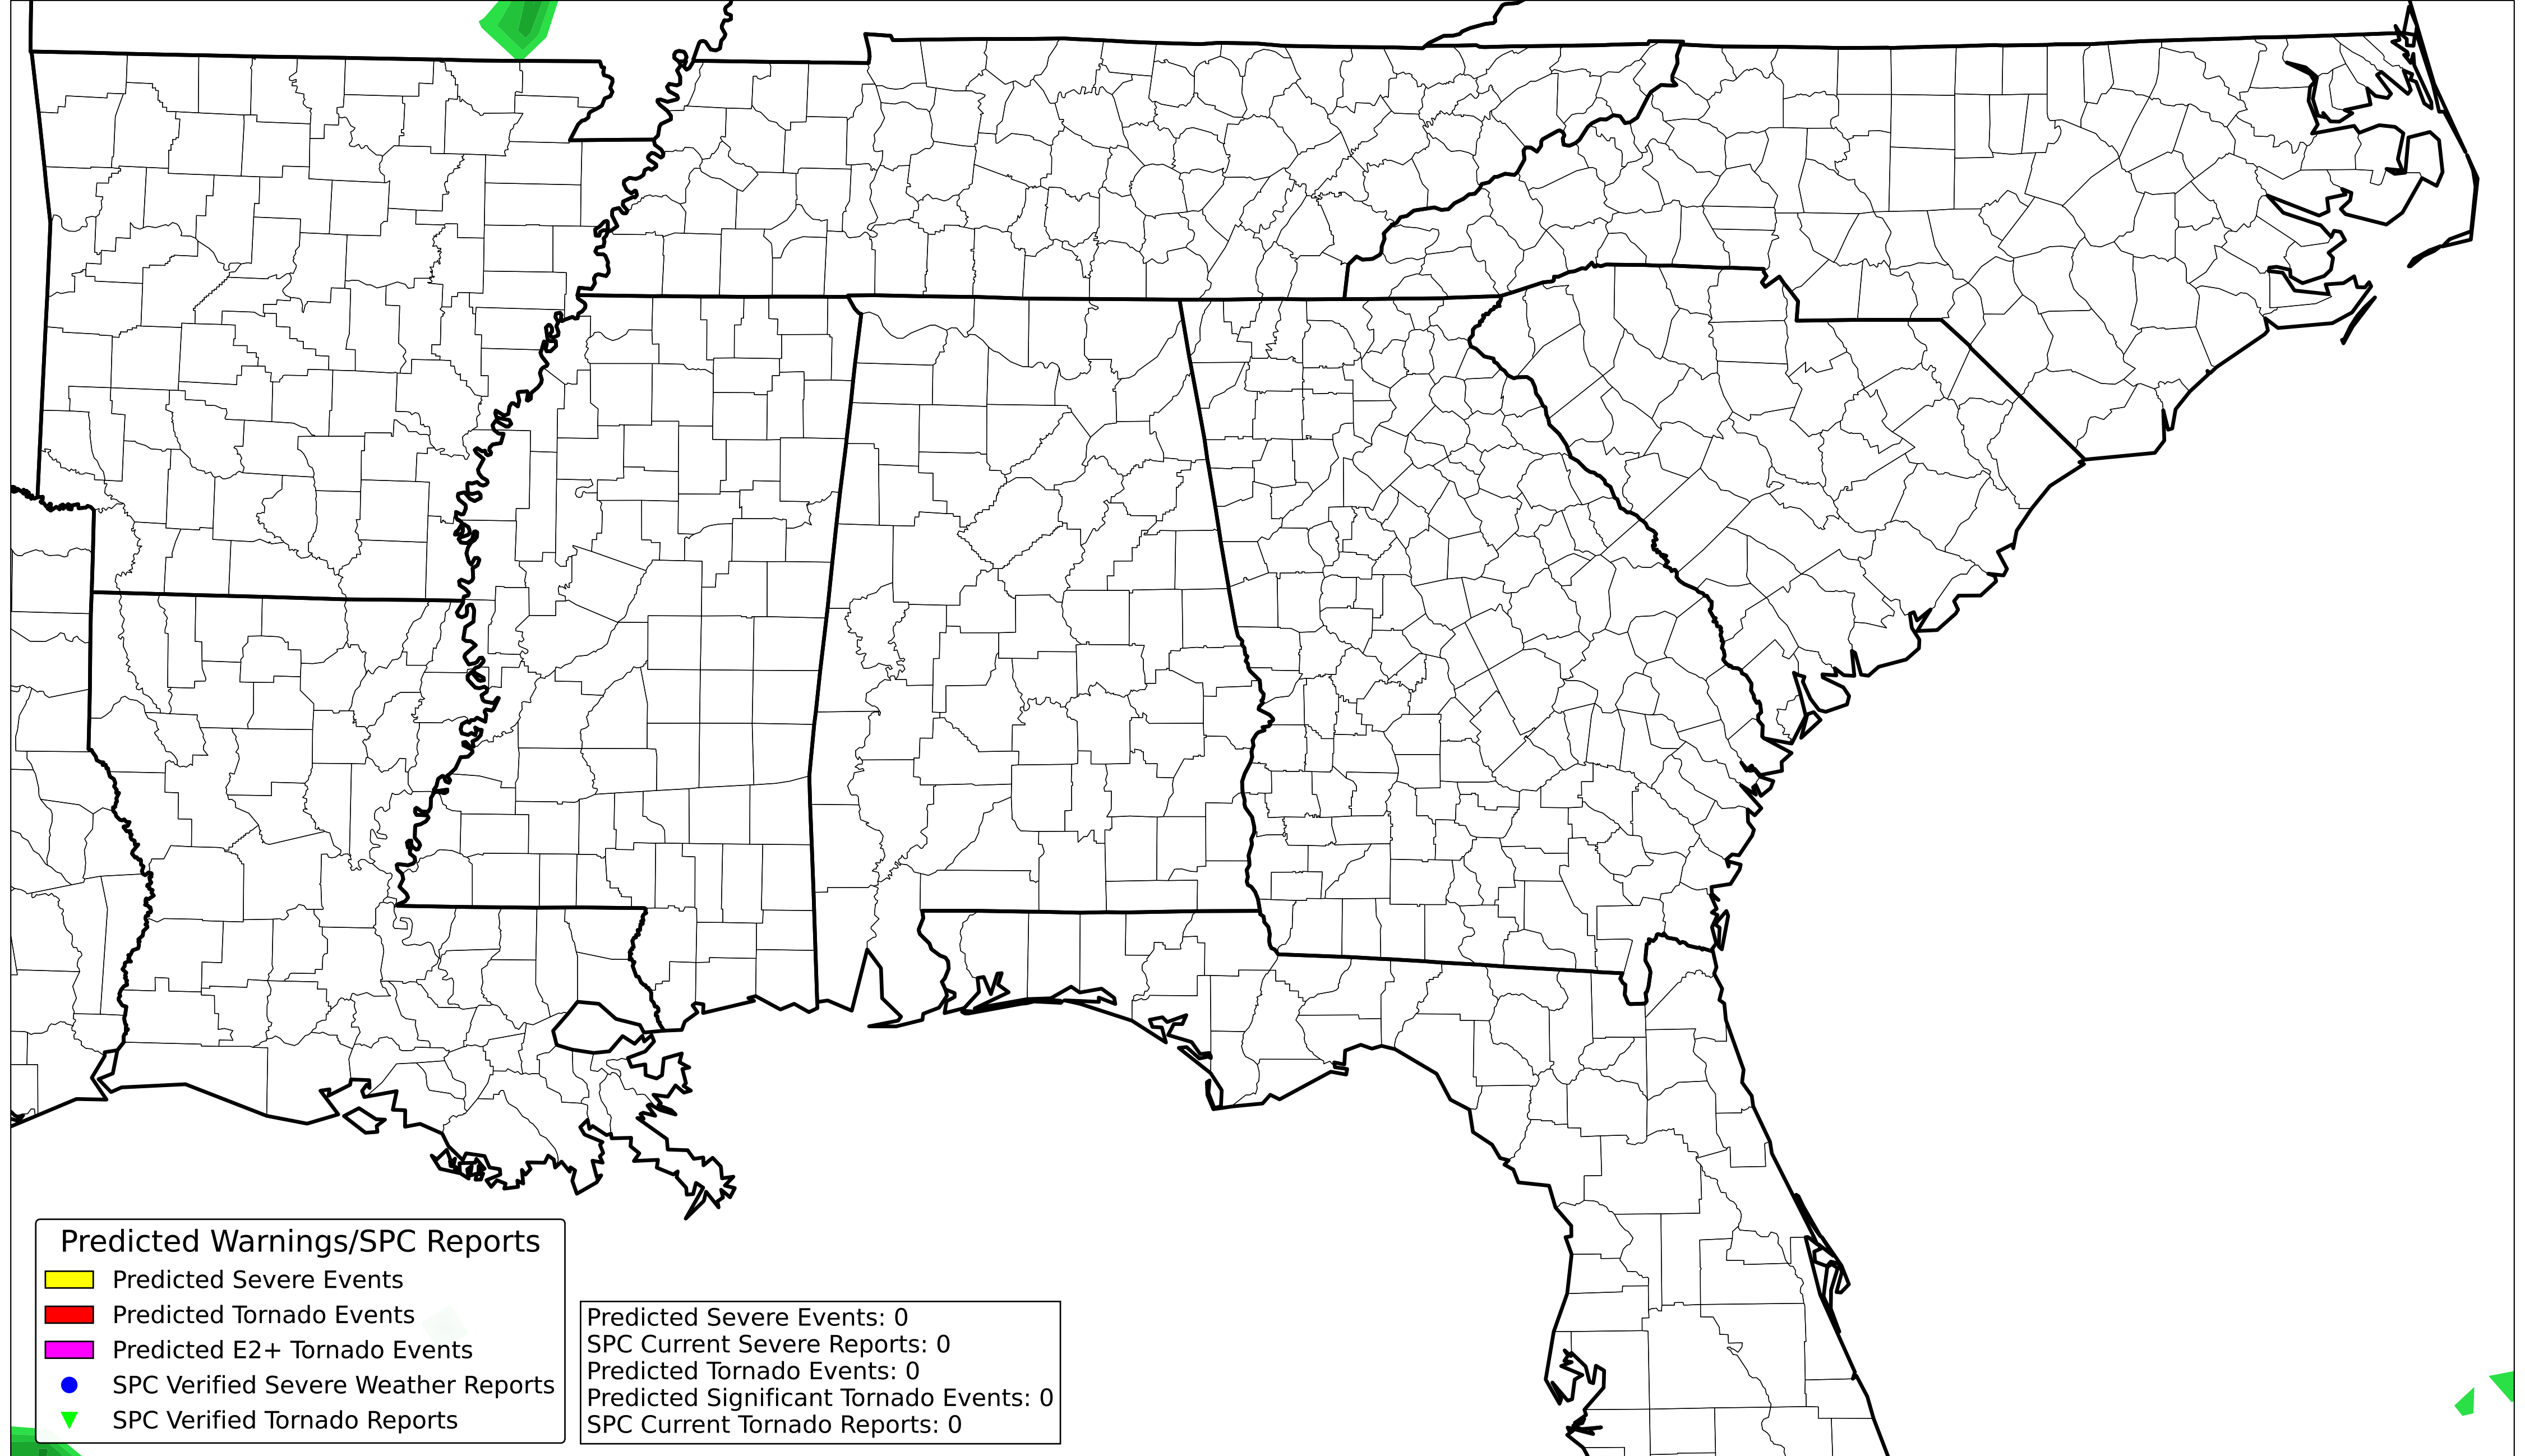 Predicted Warnings/SPC Reports
Predicted Severe Events
Predicted Tornado Events
Predicted E2+ Tornado Events
SPC Verified Severe Weather Reports
SPC Verified Tornado Reports
Predicted Severe Events: 0
SPC Current Severe Reports: 0
Predicted Tornado Events: 0
Predicted Significant Tornado Events: 0
SPC Current Tornado Reports: 0